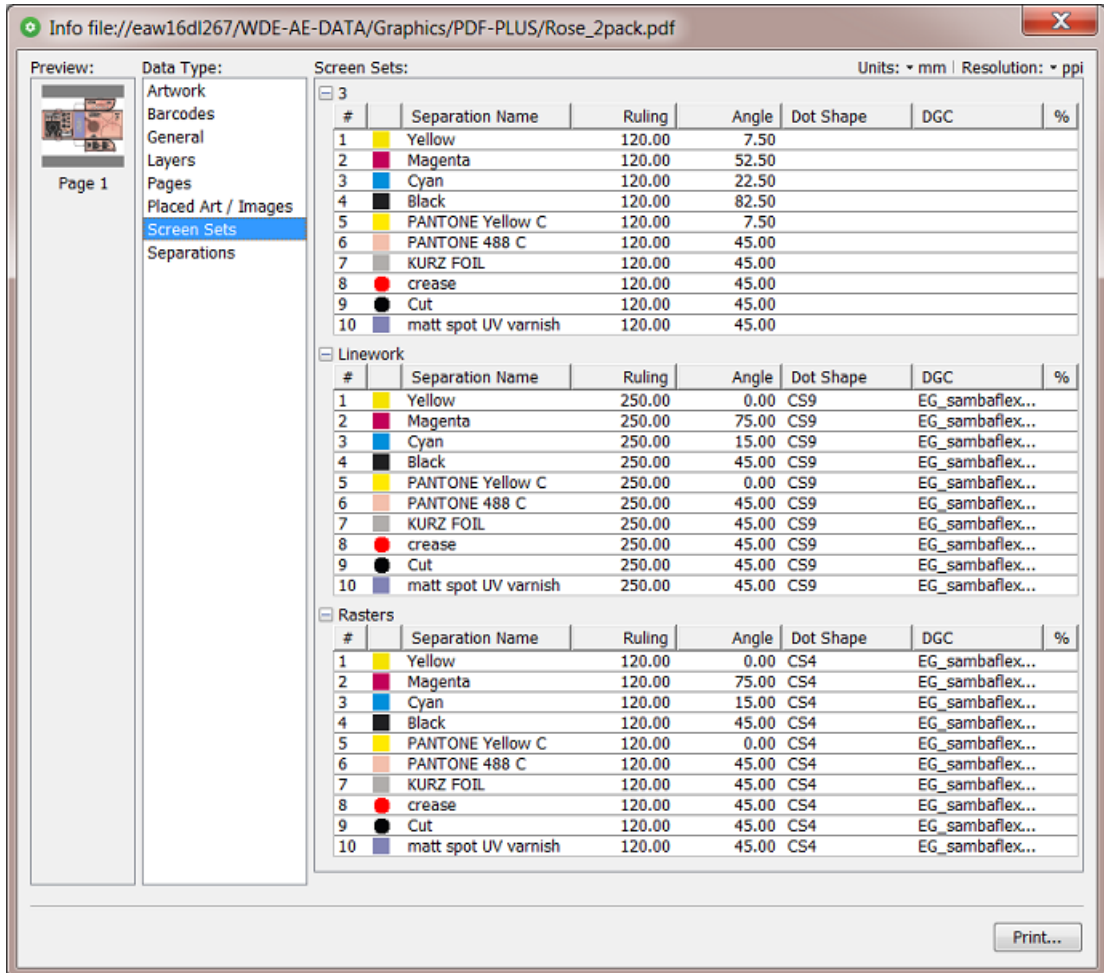 Info file://eaw16dl267/WDE-AE-DATA/Graphics/PDF-PLUS/Rose_2pack.pdf
Preview: Data Type: Screen Sets: Units: mm | Resolution: ppi
Page 1
Artwork
Barcodes
General
Layers
Pages
Placed Art / Images
Screen Sets
Separations
3
# Separation Name Ruling Angle Dot Shape DGC %
1 Yellow 120.00 7.50
2 Magenta 120.00 52.50
3 Cyan 120.00 22.50
4 Black 120.00 82.50
5 PANTONE Yellow C 120.00 7.50
6 PANTONE 488 C 120.00 45.00
7 KURZ FOIL 120.00 45.00
8 crease 120.00 45.00
9 Cut 120.00 45.00
10 matt spot UV varnish 120.00 45.00
Linework
# Separation Name Ruling Angle Dot Shape DGC %
1 Yellow 250.00 0.00 CS9 EG_sambaflex...
2 Magenta 250.00 75.00 CS9 EG_sambaflex...
3 Cyan 250.00 15.00 CS9 EG_sambaflex...
4 Black 250.00 45.00 CS9 EG_sambaflex...
5 PANTONE Yellow C 250.00 0.00 CS9 EG_sambaflex...
6 PANTONE 488 C 250.00 45.00 CS9 EG_sambaflex...
7 KURZ FOIL 250.00 45.00 CS9 EG_sambaflex...
8 crease 250.00 45.00 CS9 EG_sambaflex...
9 Cut 250.00 45.00 CS9 EG_sambaflex...
10 matt spot UV varnish 250.00 45.00 CS9 EG_sambaflex...
Rasters
# Separation Name Ruling Angle Dot Shape DGC %
1 Yellow 120.00 0.00 CS4 EG_sambaflex...
2 Magenta 120.00 75.00 CS4 EG_sambaflex...
3 Cyan 120.00 15.00 CS4 EG_sambaflex...
4 Black 120.00 45.00 CS4 EG_sambaflex...
5 PANTONE Yellow C 120.00 0.00 CS4 EG_sambaflex...
6 PANTONE 488 C 120.00 45.00 CS4 EG_sambaflex...
7 KURZ FOIL 120.00 45.00 CS4 EG_sambaflex...
8 crease 120.00 45.00 CS4 EG_sambaflex...
9 Cut 120.00 45.00 CS4 EG_sambaflex...
10 matt spot UV varnish 120.00 45.00 CS4 EG_sambaflex...
Print...